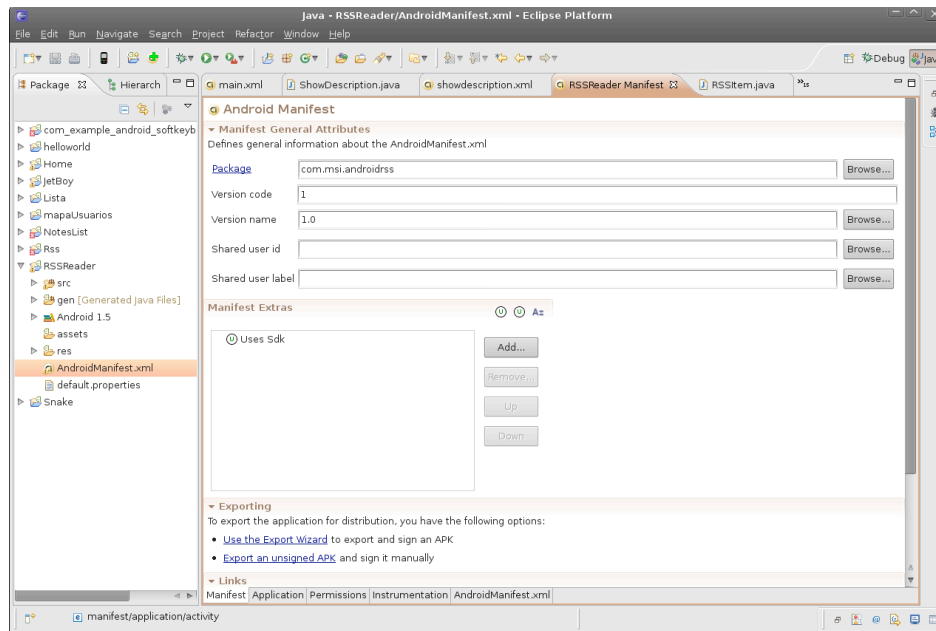 Java - RSSReader/AndroidManifest.xml - Eclipse Platform
File Edit Run Navigate Search Project Refactor Window Help
Debug Jav
Package Hierarch
main.xml ShowDescription.java showdescription.xml RSSReader Manifest RSSItem.java »15
com_example_android_softkeyb
helloworld
Home
JetBoy
Lista
mapaUsuarios
NotesList
Rss
RSSReader
src
gen [Generated Java Files]
Android 1.5
assets
res
AndroidManifest.xml
default.properties
Snake
Android Manifest
Manifest General Attributes
Defines general information about the AndroidManifest.xml
Package com.msi.androidrss Browse...
Version code 1
Version name 1.0 Browse...
Shared user id Browse...
Shared user label Browse...
Manifest Extras
U U Az
U Uses Sdk
Add...
Remove...
Up
Down
Exporting
To export the application for distribution, you have the following options:
• Use the Export Wizard to export and sign an APK
• Export an unsigned APK and sign it manually
Links
Manifest Application Permissions Instrumentation AndroidManifest.xml
manifest/application/activity